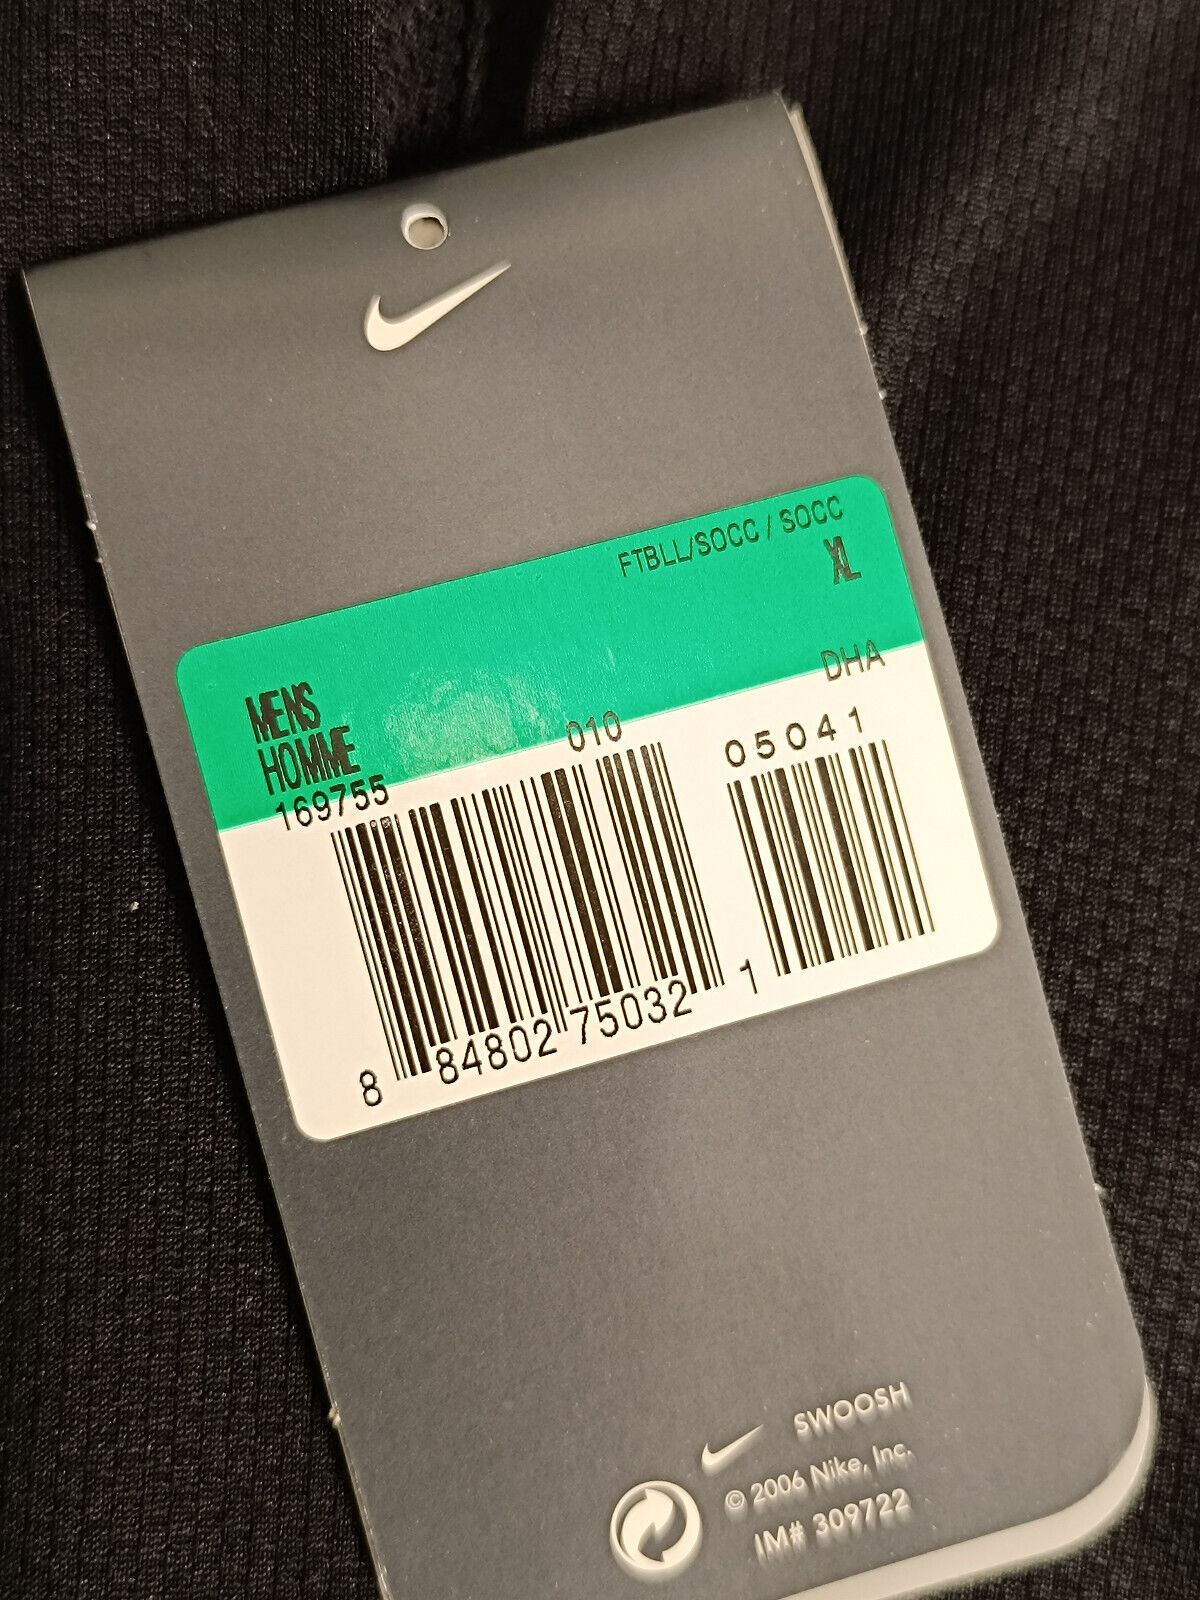 FTBLL/SOCC / SOCC
XL
MENS
HOMME
DHA
169755
010
05041
8 84802 75032 1
SWOOSH
© 2006 Nike, Inc.
IM# 309722